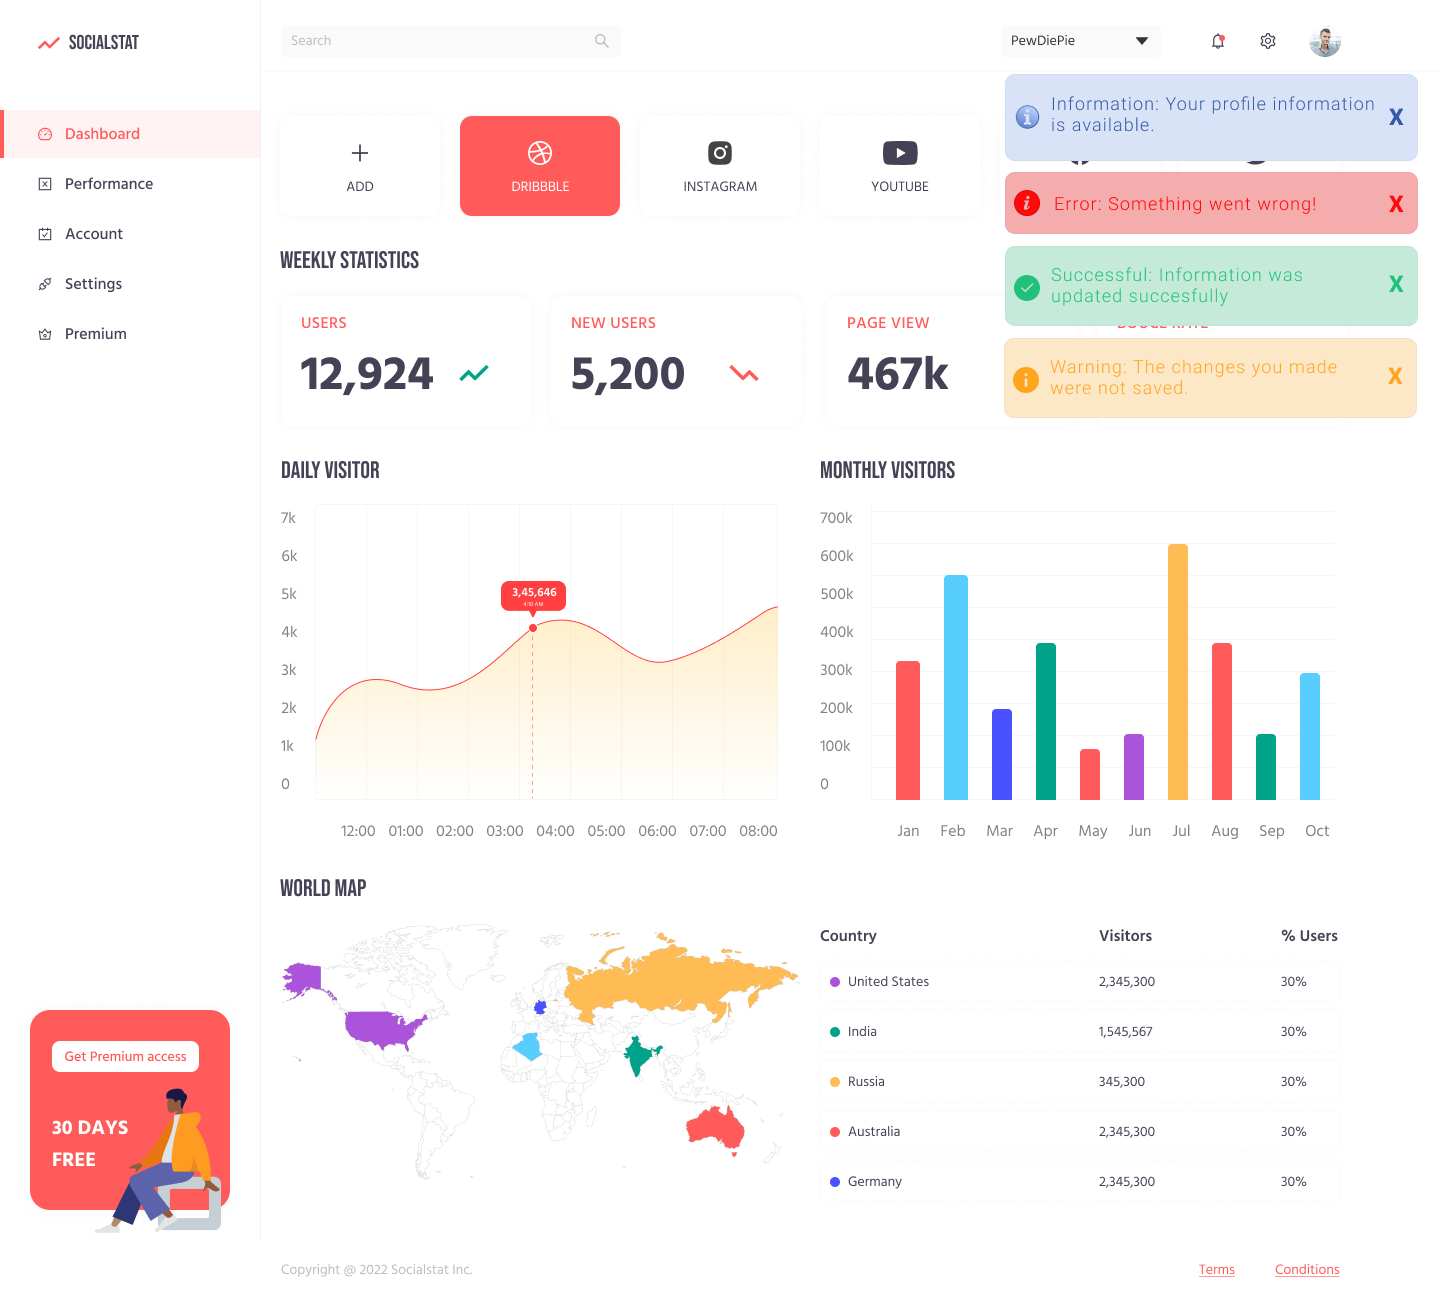 SOCIALSTAT
Search
PewDiePie
Dashboard
Performance
Account
Settings
Premium
Information: Your profile information
is available.
X
Error: Something went wrong!
X
Successful: Information was
updated succesfully
X
Warning: The changes you made
were not saved.
X
ADD
DRIBBBLE
INSTAGRAM
YOUTUBE
WEEKLY STATISTICS
USERS
12,924
NEW USERS
5,200
PAGE VIEW
467k
DAILY VISITOR
7k
6k
5k
4k
3k
2k
1k
0
3,45,646
4:10 AM
12:00 01:00 02:00 03:00 04:00 05:00 06:00 07:00 08:00
MONTHLY VISITORS
700k
600k
500k
400k
300k
200k
100k
0
Jan Feb Mar Apr May Jun Jul Aug Sep Oct
WORLD MAP
Country Visitors % Users
United States 2,345,300 30%
India 1,545,567 30%
Russia 345,300 30%
Australia 2,345,300 30%
Germany 2,345,300 30%
Get Premium access
30 DAYS
FREE
Copyright @ 2022 Socialstat Inc.
Terms
Conditions